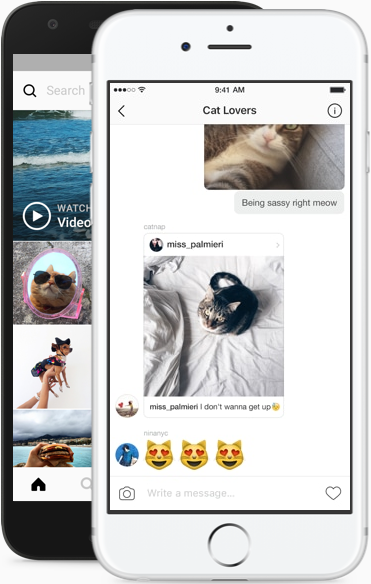 Search
WATCH
Video
9:41 AM
Cat Lovers
Being sassy right meow
catnap
miss_palmieri
miss_palmieri I don't wanna get up
ninanyc
Write a message...